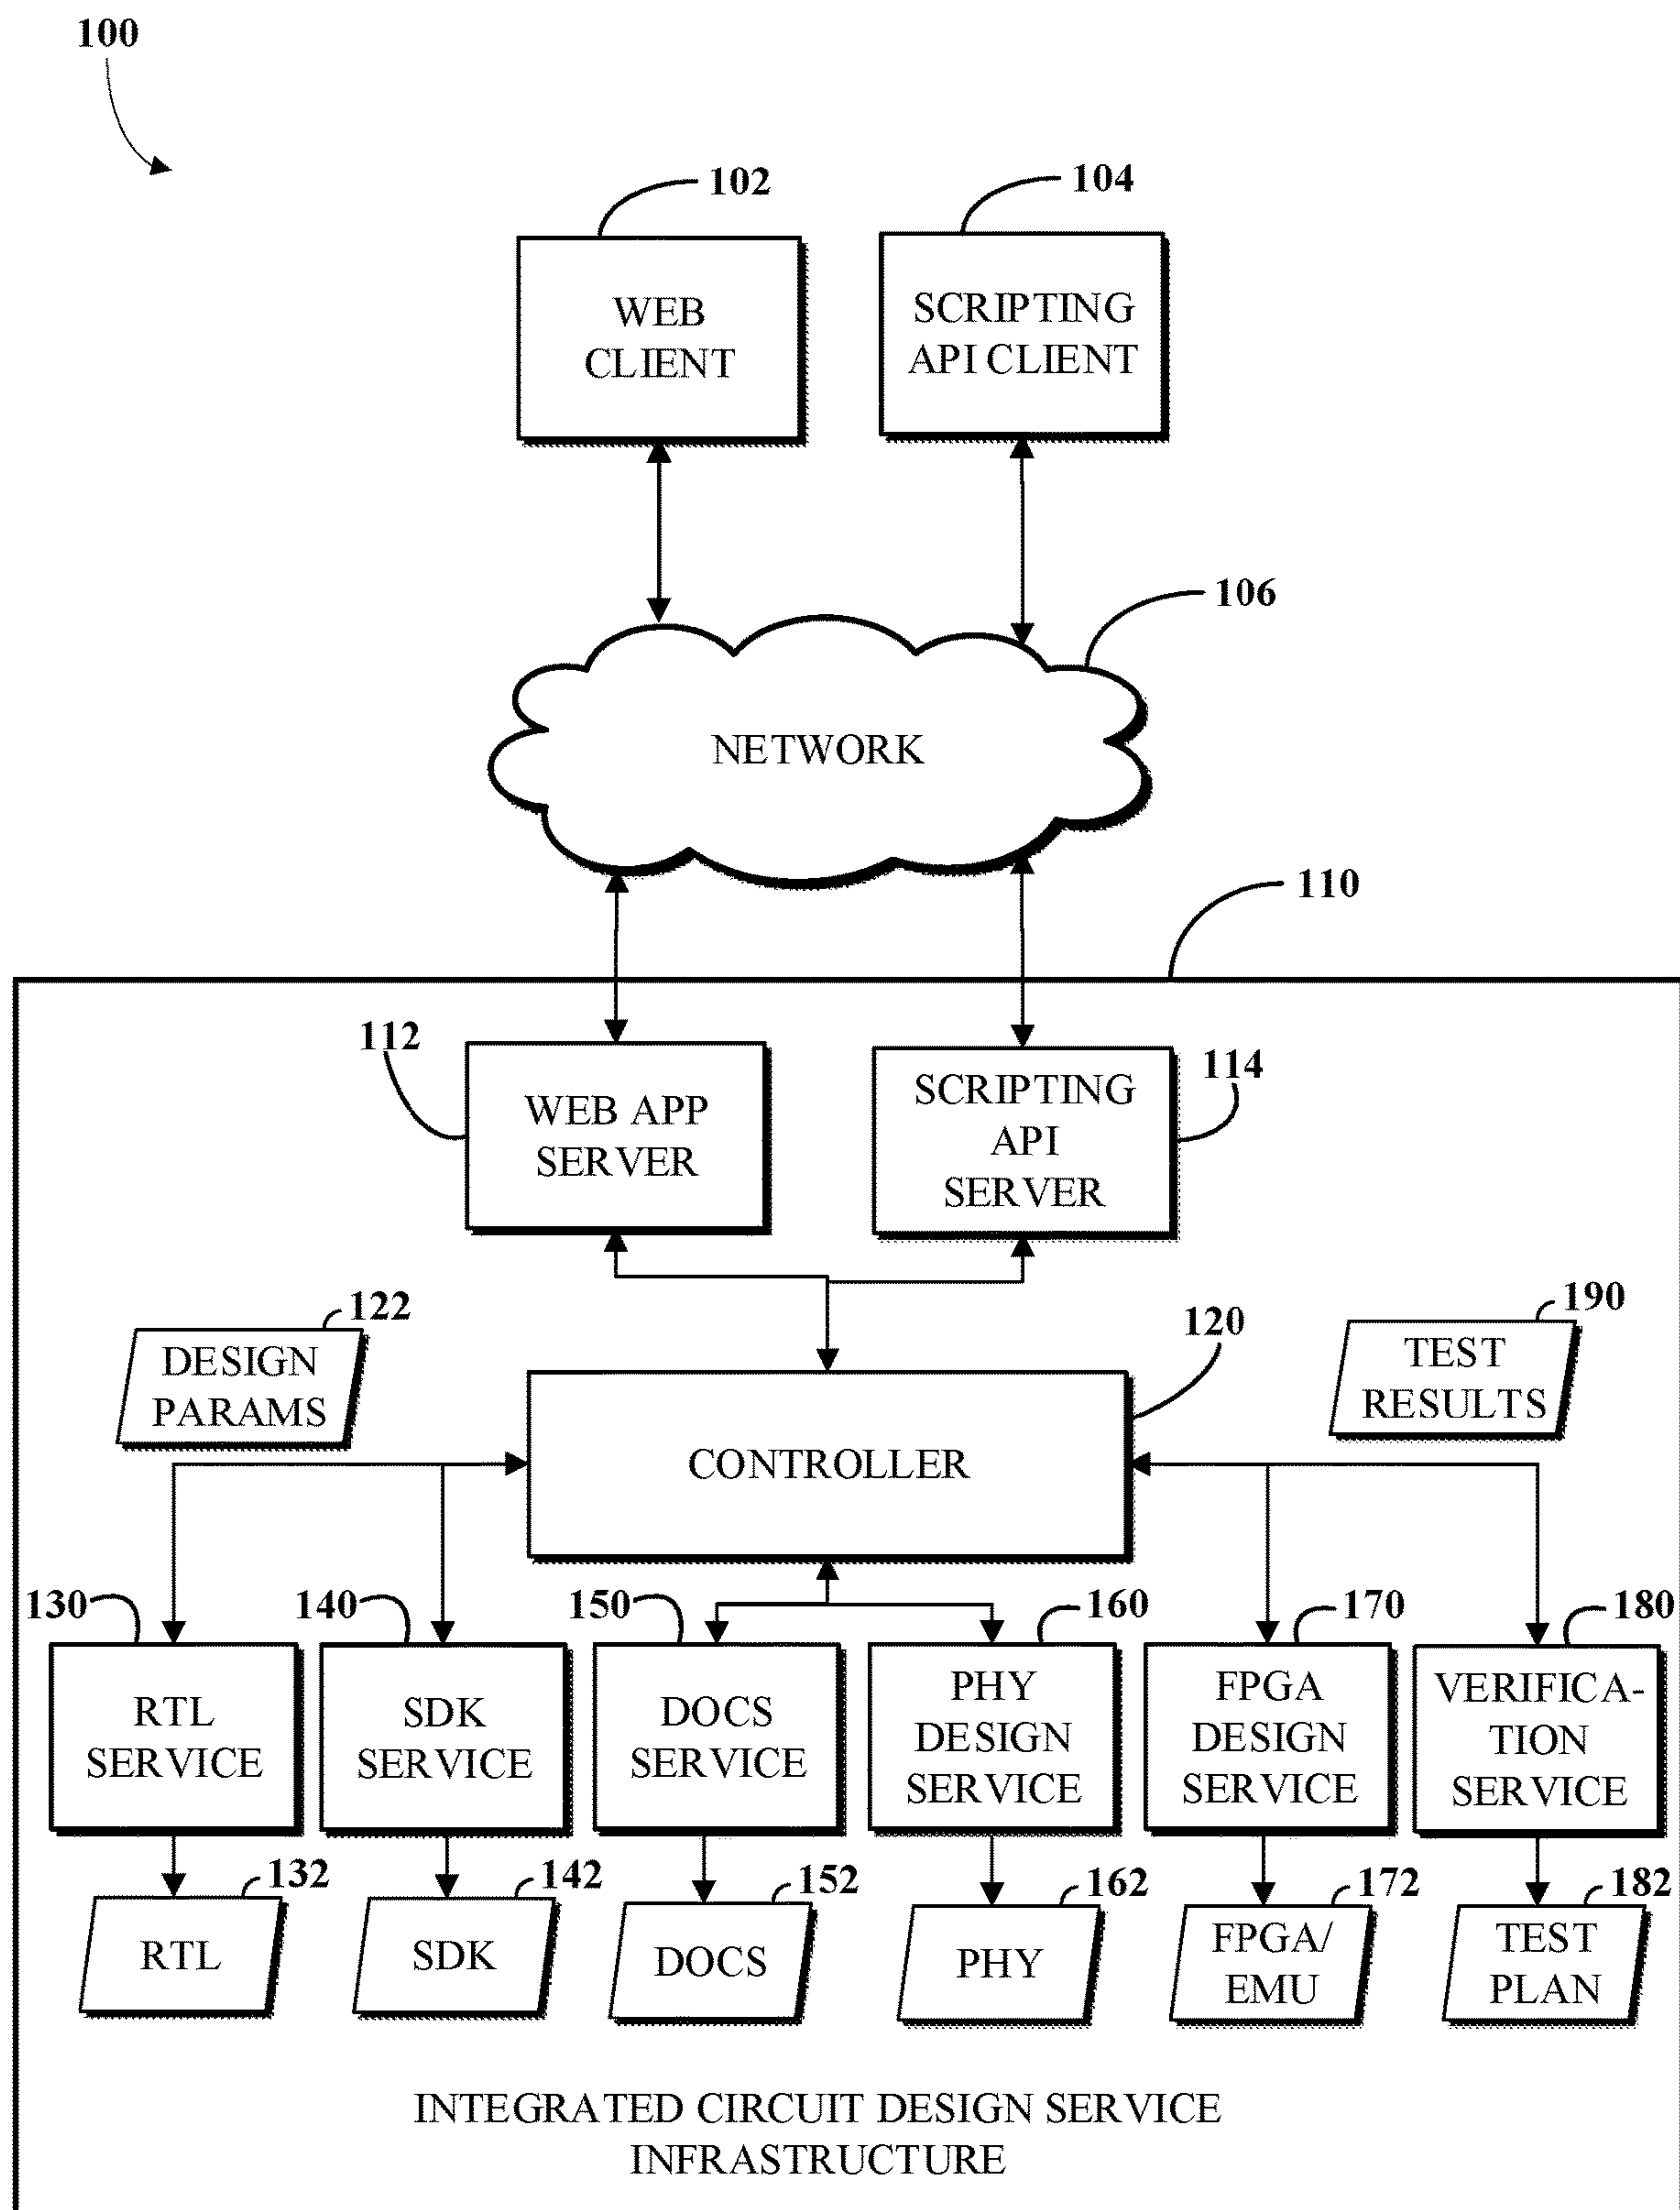 100
102
104
WEB
CLIENT
SCRIPTING
API CLIENT
106
NETWORK
110
112
WEB APP
SERVER
114
SCRIPTING
API
SERVER
122
DESIGN
PARAMS
120
CONTROLLER
190
TEST
RESULTS
130
RTL
SERVICE
140
SDK
SERVICE
150
DOCS
SERVICE
160
PHY
DESIGN
SERVICE
170
FPGA
DESIGN
SERVICE
180
VERIFICA-
TION
SERVICE
132
RTL
142
SDK
152
DOCS
162
PHY
172
FPGA/
EMU
182
TEST
PLAN
INTEGRATED CIRCUIT DESIGN SERVICE
INFRASTRUCTURE